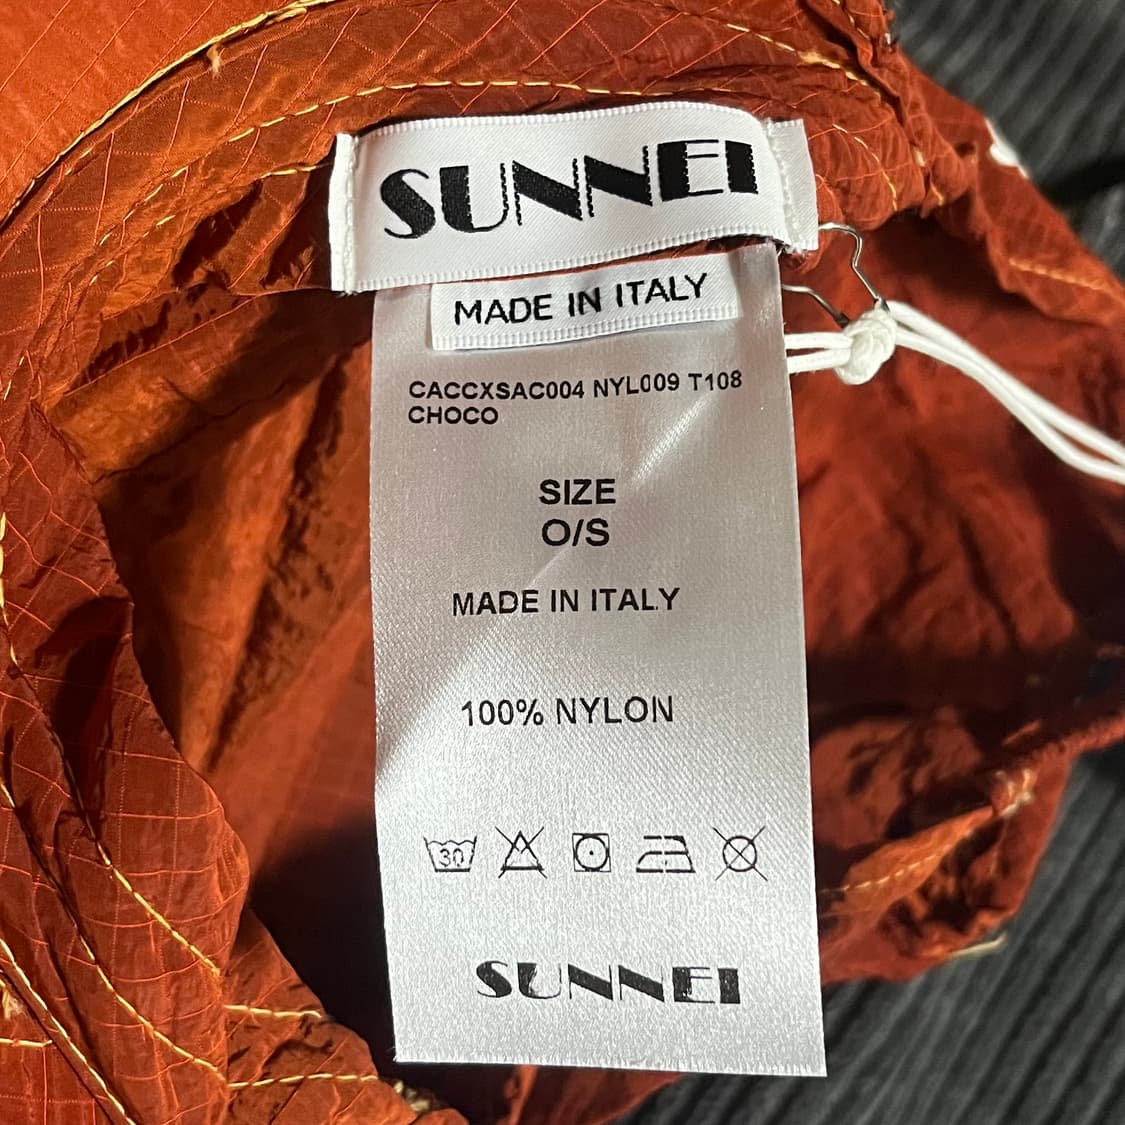 SUNNEI
MADE IN ITALY
CACCXSAC004 NYL009 T108
CHOCO
SIZE
O/S
MADE IN ITALY
100% NYLON
30
SUNNEI